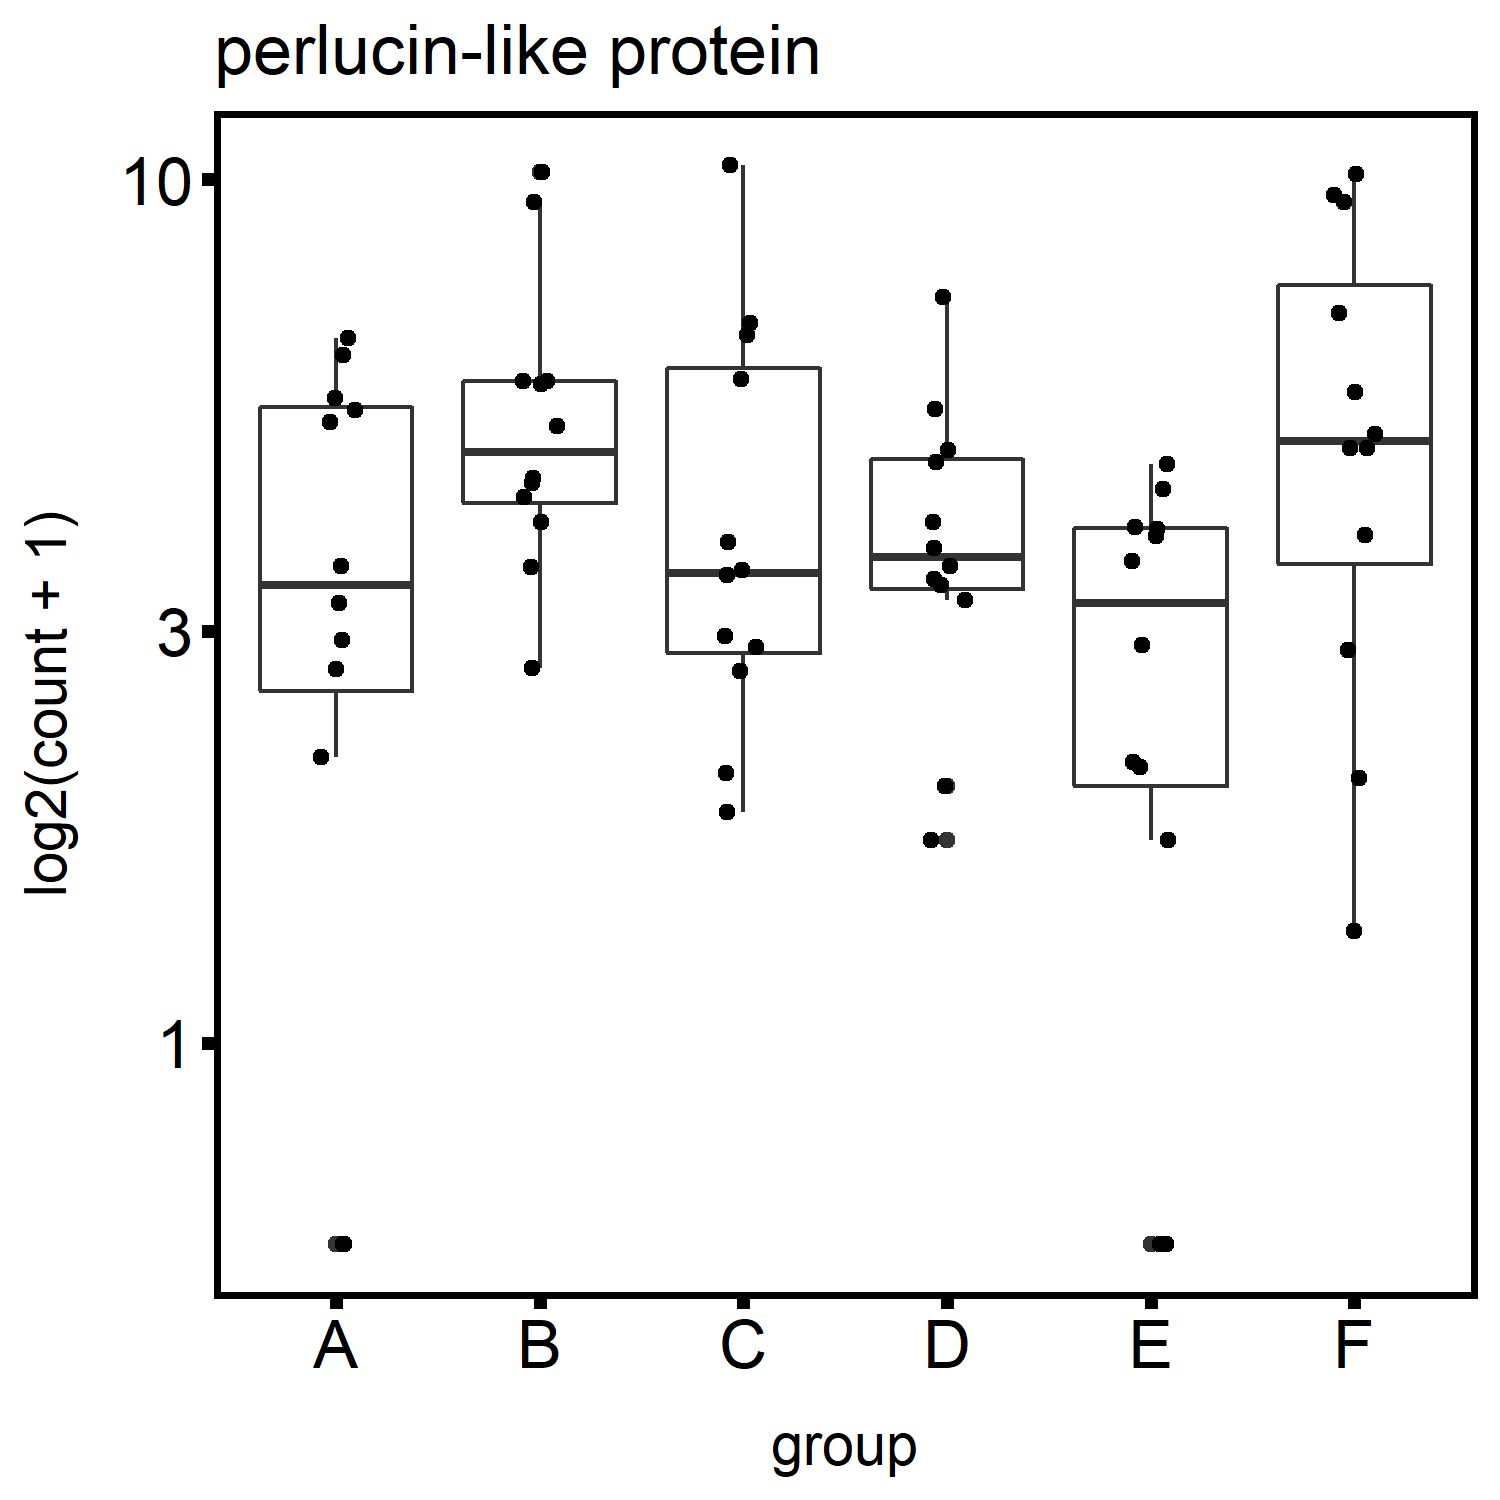 perlucin-like protein
10
3
1
log2(count + 1)
A B C D E F
group